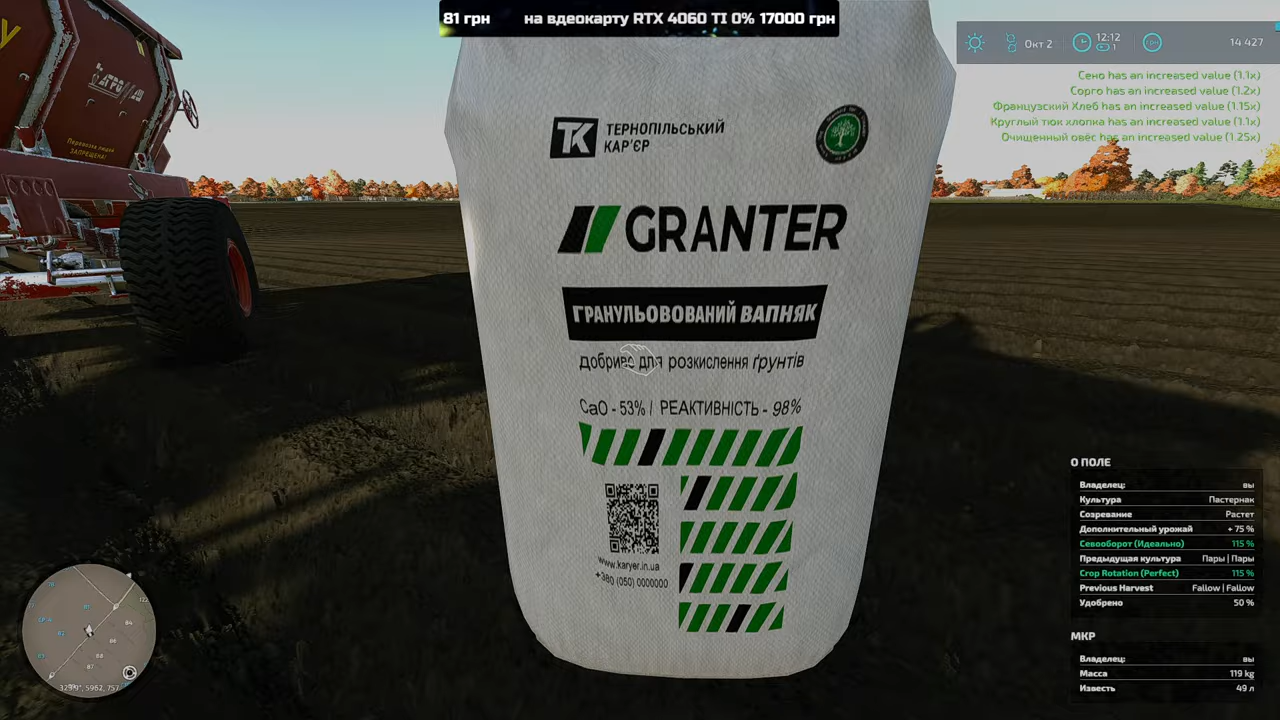 81 грн на вдеокарту RTX 4060 TI 0% 17000 грн
Окт 2
12:12
1
14 427
Сено has an increased value (1.1x)
Сорго has an increased value (1.2x)
Французский Хлеб has an increased value (1.15x)
Круглый тюк хлопка has an increased value (1.1x)
Очищенный овёс has an increased value (1.25x)
Перевозка людей
ЗАПРЕЩЕНА!
ТК ТЕРНОПІЛЬСЬКИЙ
КАР'ЄР
GRANTER
ГРАНУЛЬОВОВАНИЙ ВАПНЯК
добриво для розкислення ґрунтів
CaO - 53% / РЕАКТИВНІСТЬ - 98%
www.karyer.in.ua
+380 (050) 0000000
О ПОЛЕ
Владелец: вы
Культура Пастернак
Созревание Растет
Дополнительный урожай + 75 %
Севооборот (Идеально) 115 %
Предыдущая культура Пары | Пары
Crop Rotation (Perfect) 115 %
Previous Harvest Fallow | Fallow
Удобрено 50 %
МКР
Владелец: вы
Масса 119 kg
Известь 49 л